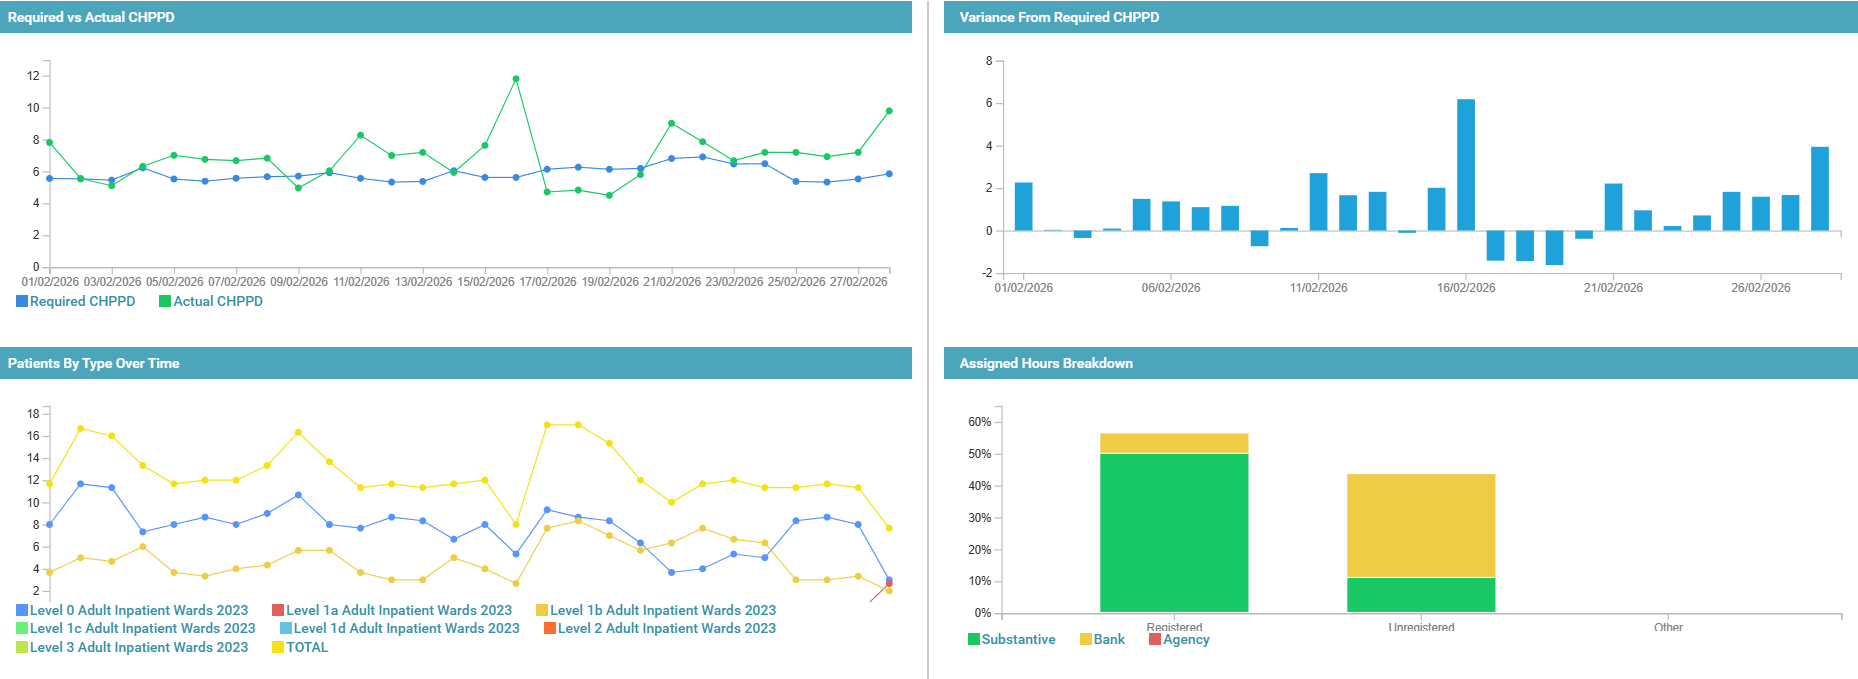 Required vs Actual CHPPD
12
10
8
6
4
2
0
01/02/2026 03/02/2026 05/02/2026 07/02/2026 09/02/2026 11/02/2026 13/02/2026 15/02/2026 17/02/2026 19/02/2026 21/02/2026 23/02/2026 25/02/2026 27/02/2026
Required CHPPD Actual CHPPD
Variance From Required CHPPD
8
6
4
2
0
-2
01/02/2026 06/02/2026 11/02/2026 16/02/2026 21/02/2026 26/02/2026
Patients By Type Over Time
18
16
14
12
10
8
6
4
2
Level 0 Adult Inpatient Wards 2023 Level 1a Adult Inpatient Wards 2023 Level 1b Adult Inpatient Wards 2023
Level 1c Adult Inpatient Wards 2023 Level 1d Adult Inpatient Wards 2023 Level 2 Adult Inpatient Wards 2023
Level 3 Adult Inpatient Wards 2023 TOTAL
Assigned Hours Breakdown
60%
50%
40%
30%
20%
10%
0%
Registered Unregistered Other
Substantive Bank Agency